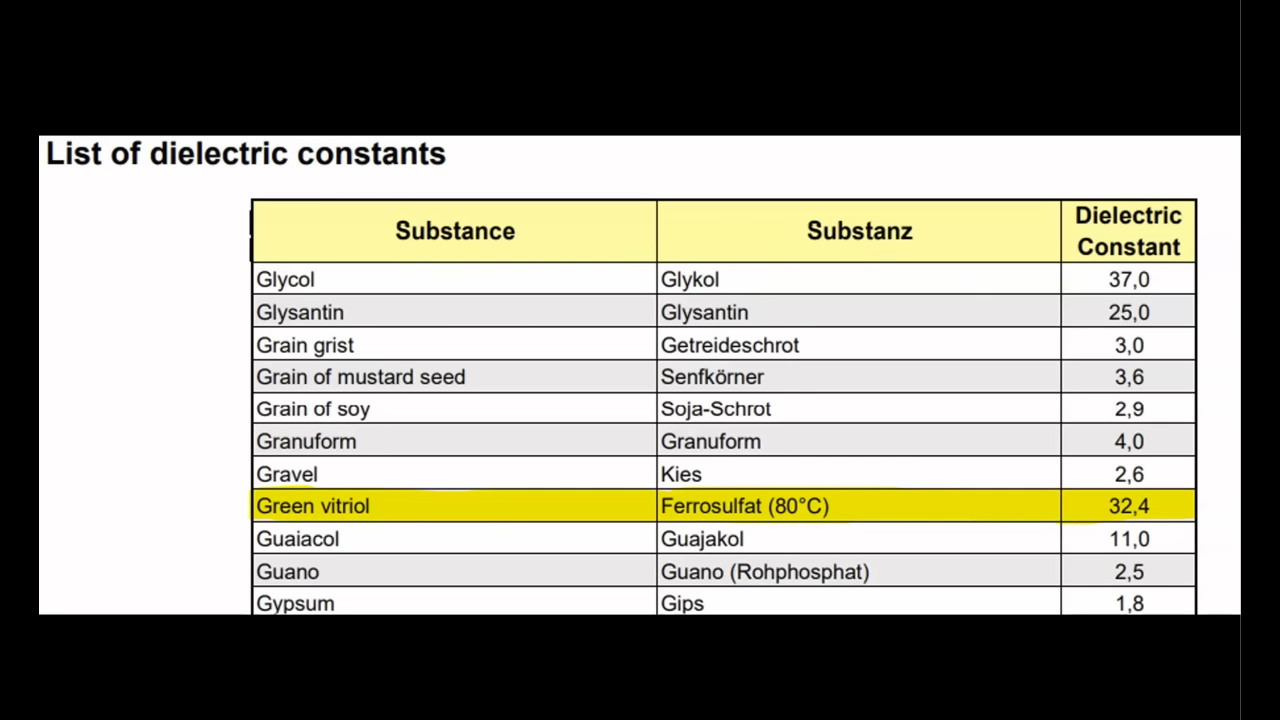 List of dielectric constants
Substance Substanz Dielectric Constant
Glycol Glykol 37,0
Glysantin Glysantin 25,0
Grain grist Getreideschrot 3,0
Grain of mustard seed Senfkörner 3,6
Grain of soy Soja-Schrot 2,9
Granuform Granuform 4,0
Gravel Kies 2,6
Green vitriol Ferrosulfat (80°C) 32,4
Guaiacol Guajakol 11,0
Guano Guano (Rohphosphat) 2,5
Gypsum Gips 1,8